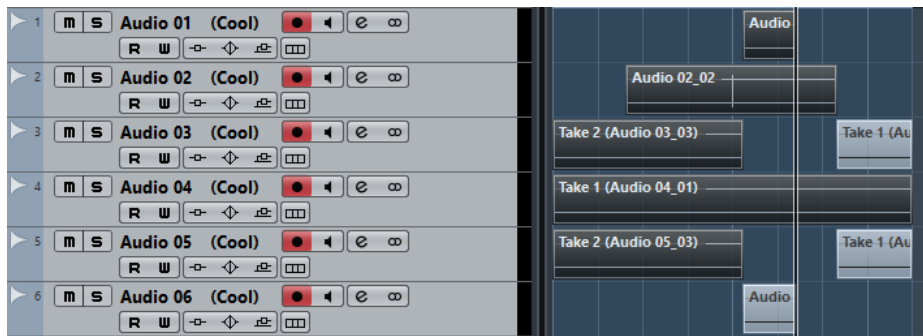 1 m s Audio 01 (Cool) e Audio
R W
2 m s Audio 02 (Cool) e Audio 02_02
R W
3 m s Audio 03 (Cool) e Take 2 (Audio 03_03) Take 1 (Au
R W
4 m s Audio 04 (Cool) e Take 1 (Audio 04_01)
R W
5 m s Audio 05 (Cool) e Take 2 (Audio 05_03) Take 1 (Au
R W
6 m s Audio 06 (Cool) e Audio
R W